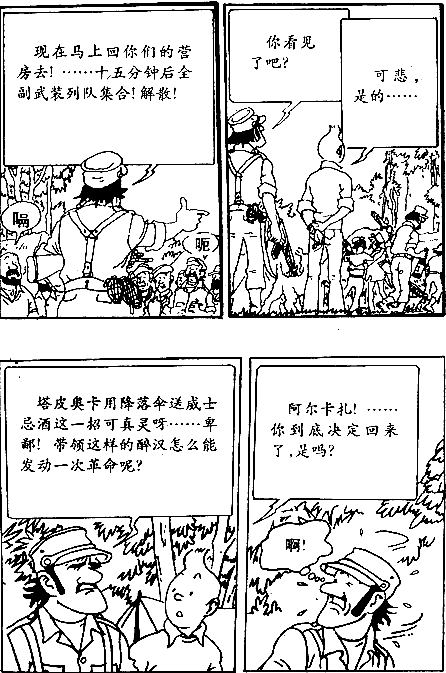 现在马上回你们的营
房去！……十五分钟后全
副武装列队集合！解散！
嗝
呃
你看见
了吧？
可悲，
是的……
塔皮奥卡用降落伞送威士
忌酒这一招可真灵呀……卑
鄙！带领这样的醉汉怎么能
发动一次革命呢？
阿尔卡扎！……
你到底决定回来
了，是吗？
啊！